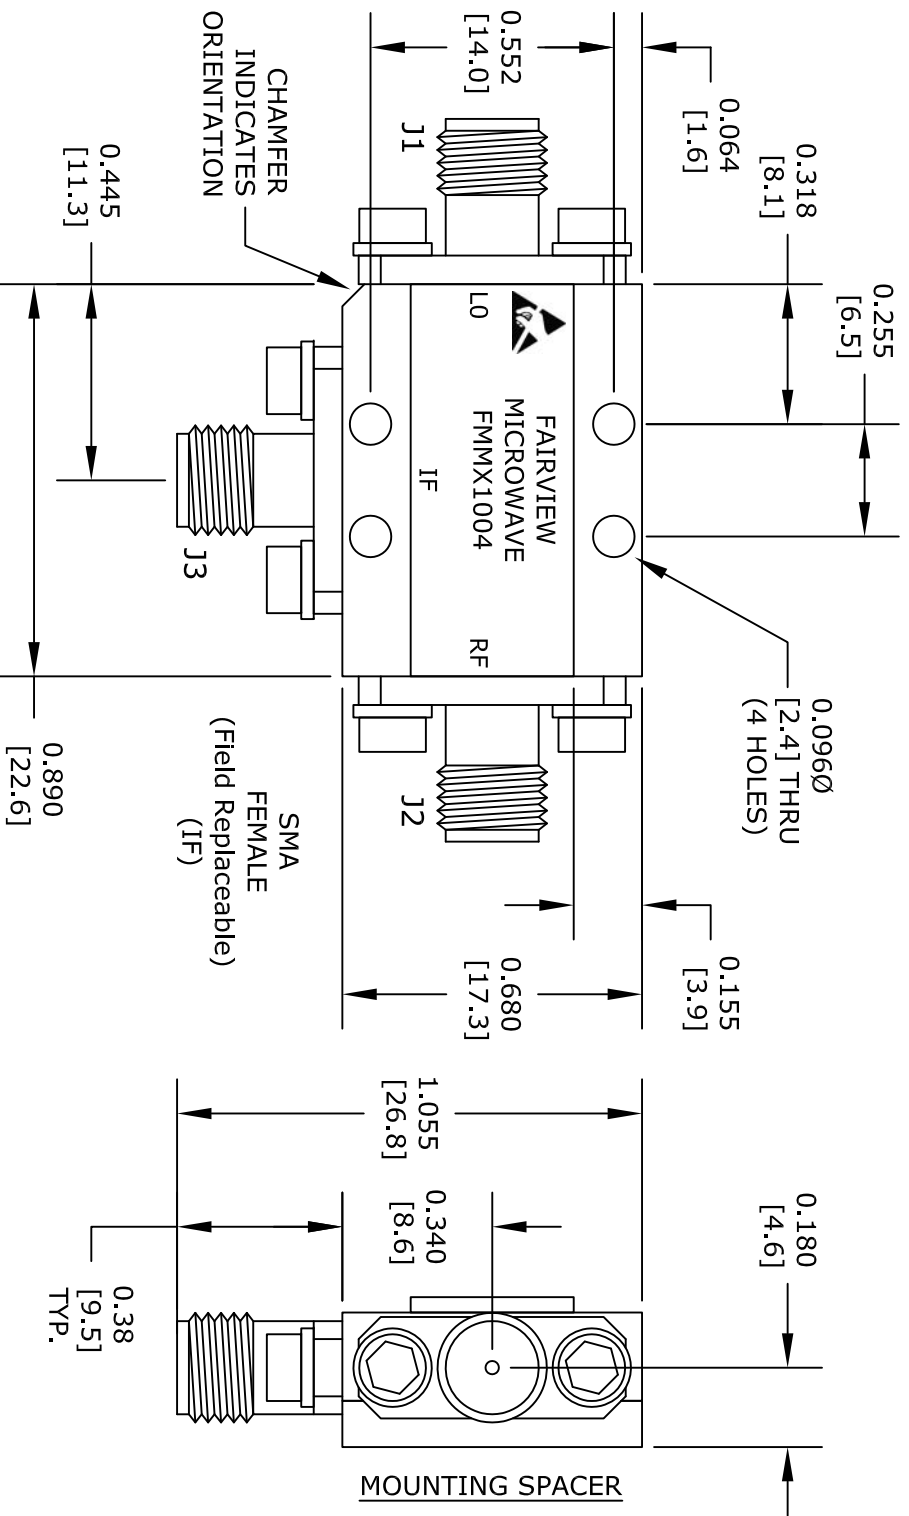 0.064
[1.6]
0.552
[14.0]
0.318
[8.1]
0.255
[6.5]
0.096Ø
[2.4] THRU
(4 HOLES)
CHAMFER
INDICATES
ORIENTATION
J1
LO
FAIRVIEW
MICROWAVE
FMMX1004
IF
RF
J2
J3
0.445
[11.3]
0.890
[22.6]
SMA
FEMALE
(Field Replaceable)
(IF)
0.155
[3.9]
0.680
[17.3]
1.055
[26.8]
0.340
[8.6]
0.180
[4.6]
0.38
[9.5]
TYP.
MOUNTING SPACER